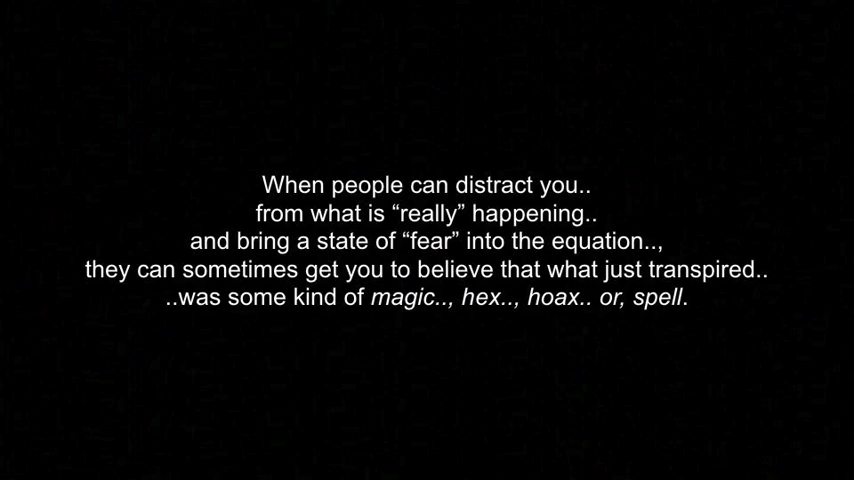 When people can distract you..
from what is “really” happening..
and bring a state of “fear” into the equation..,
they can sometimes get you to believe that what just transpired..
..was some kind of magic.., hex.., hoax.. or, spell.